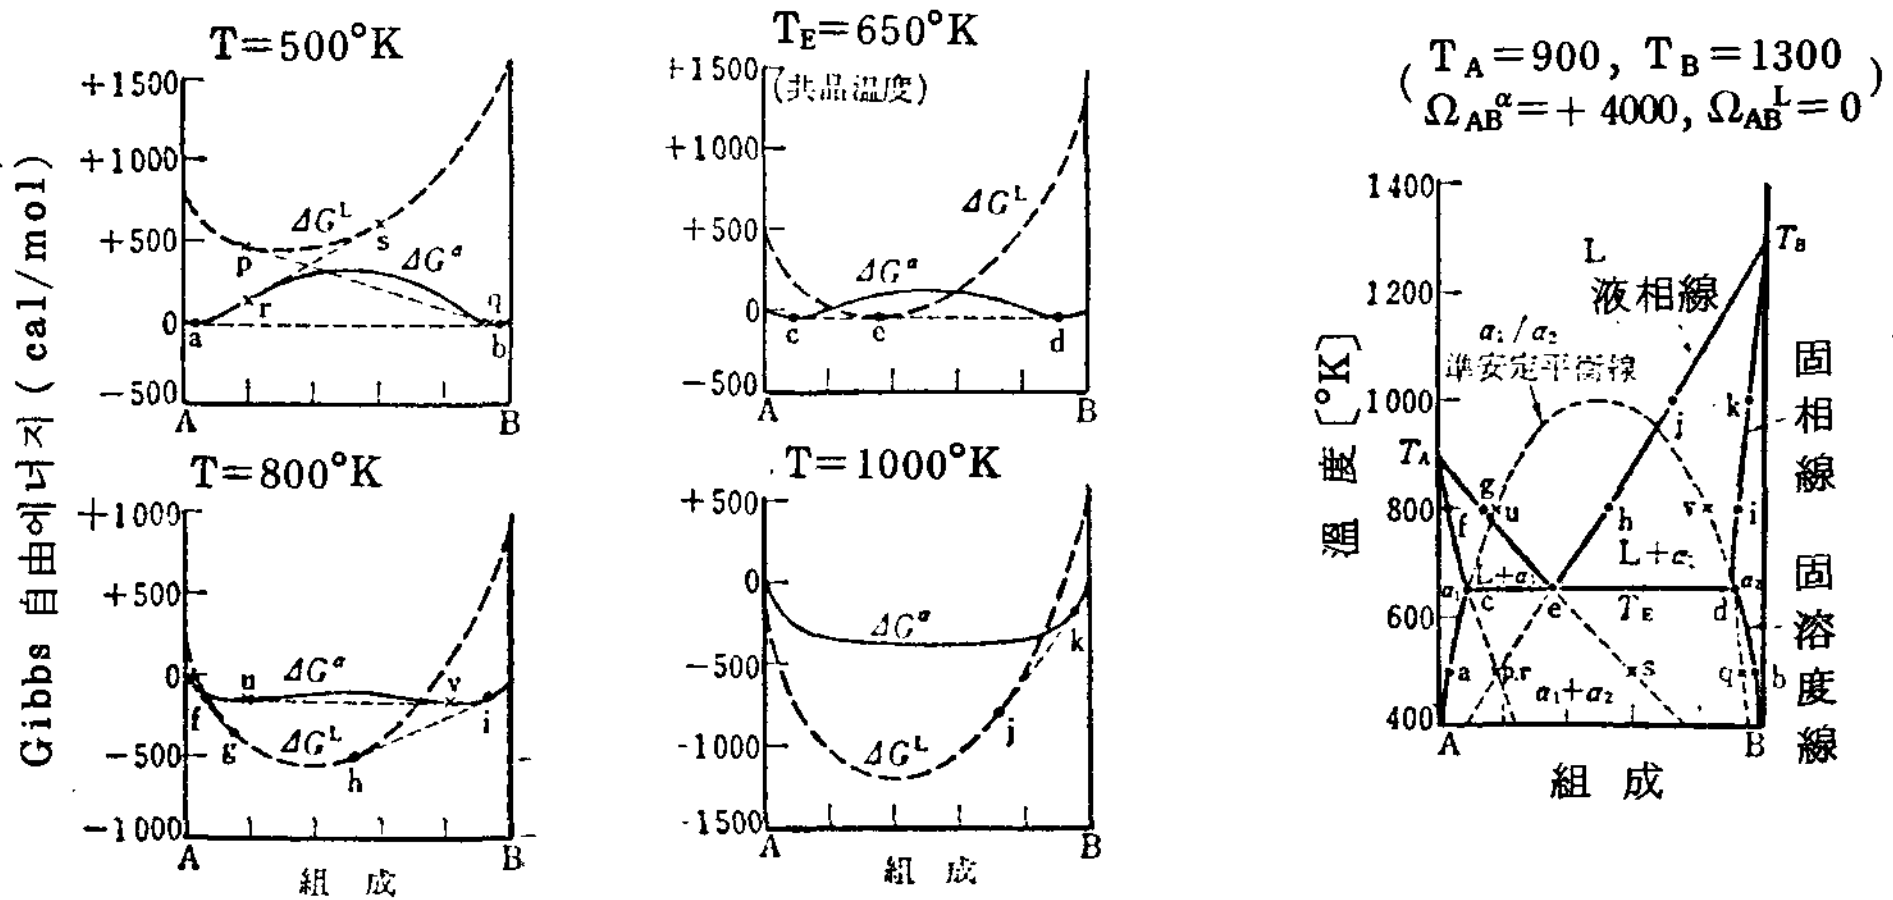 T=500°K
+1500
+1000
+500
0
−500
ΔG^L
ΔG^α
p
s
r
q
a
b
A
B
T_E=650°K
(共晶溫度)
+1500
+1000
+500
0
−500
ΔG^L
ΔG^α
c
e
d
A
B
Gibbs 自由에너지 (cal/mol)
T=800°K
+1000
+500
0
−500
−1000
u
ΔG^α
v
f
g
ΔG^L
h
i
A
B
組 成
T=1000°K
+500
0
−500
-1000
-1500
ΔG^α
k
ΔG^L
j
A
B
組 成
(T_A=900, T_B=1300
Ω_AB^α=+4000, Ω_AB^L=0)
溫度 [°K]
1400
1200
1000
800
600
400
T_B
L
液相線
α₁/α₂
準安定平衡線
T_A
j
k
g
u
f
h
v
i
L+α₁
L+α₂
α₁
c
e
T_E
d
α₂
a
p.r
s
q
b
α₁+α₂
A
B
組 成
固相線
固溶度線